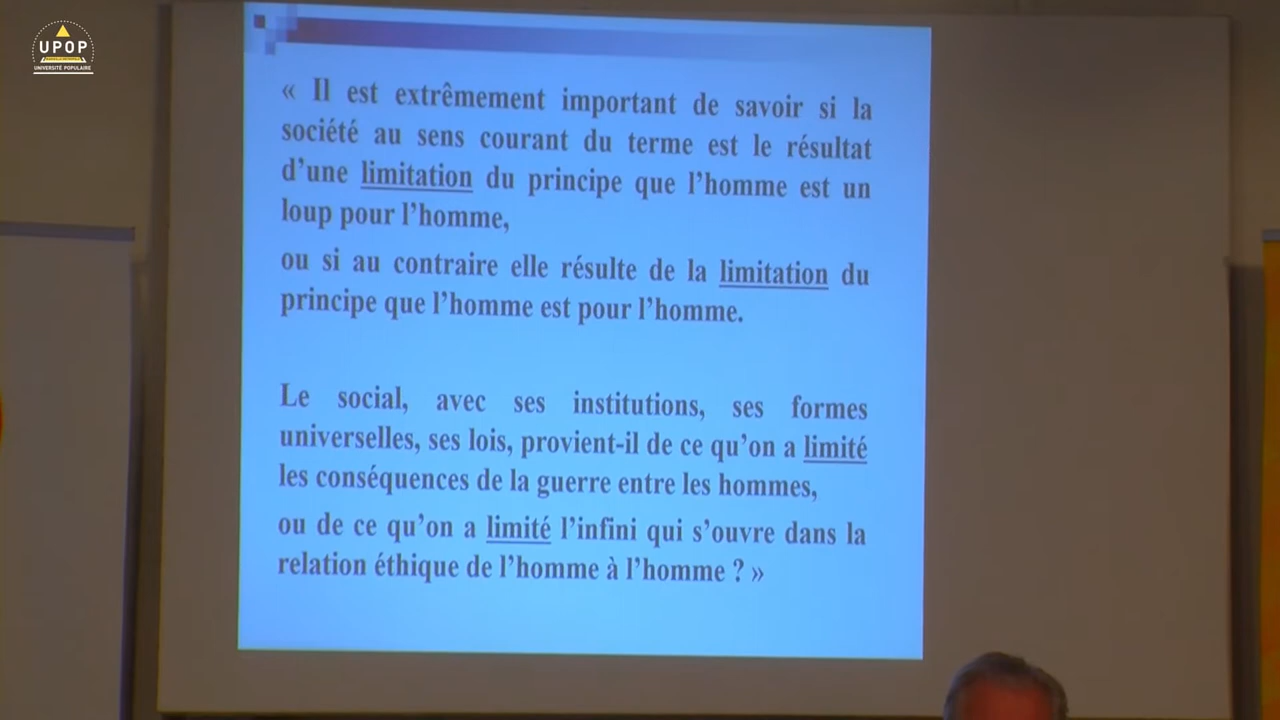 UPOP
UNIVERSITÉ POPULAIRE
« Il est extrêmement important de savoir si la
société au sens courant du terme est le résultat
d’une limitation du principe que l’homme est un
loup pour l’homme,
ou si au contraire elle résulte de la limitation du
principe que l’homme est pour l’homme.
Le social, avec ses institutions, ses formes
universelles, ses lois, provient-il de ce qu’on a limité
les conséquences de la guerre entre les hommes,
ou de ce qu’on a limité l’infini qui s’ouvre dans la
relation éthique de l’homme à l’homme ? »